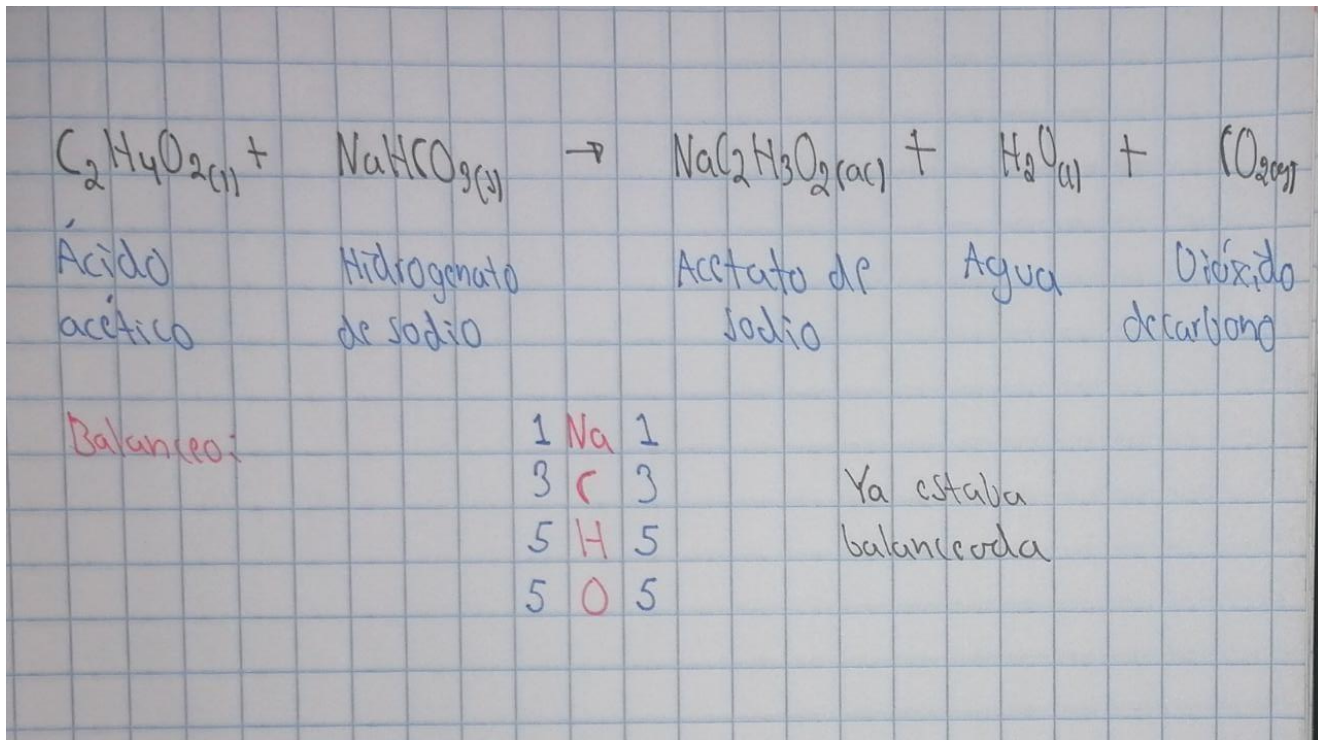 C₂H₄O₂(l) + NaHCO₃(s) → NaC₂H₃O₂(ac) + H₂O(l) + CO₂(g)
Ácido Hidrogenato Acetato de Agua Dióxido
acético de sodio sodio de carbono
Balanceo: 1 Na 1
3 C 3 Ya estaba
5 H 5 balanceada
5 O 5